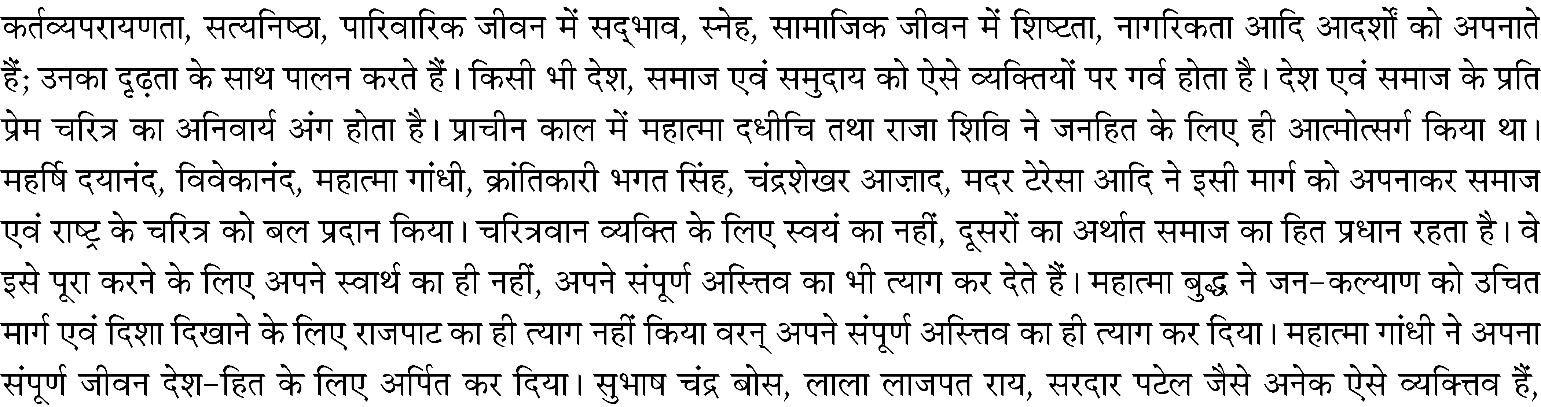 कर्तव्यपरायणता, सत्यनिष्ठा, पारिवारिक जीवन में सद्‌भाव, स्नेह, सामाजिक जीवन में शिष्टता, नागरिकता आदि आदर्शों को अपनाते
हैं; उनका दृढ़ता के साथ पालन करते हैं। किसी भी देश, समाज एवं समुदाय को ऐसे व्यक्तियों पर गर्व होता है। देश एवं समाज के प्रति
प्रेम चरित्र का अनिवार्य अंग होता है। प्राचीन काल में महात्मा दधीचि तथा राजा शिवि ने जनहित के लिए ही आत्मोत्सर्ग किया था।
महर्षि दयानंद, विवेकानंद, महात्मा गांधी, क्रांतिकारी भगत सिंह, चंद्रशेखर आज़ाद, मदर टेरेसा आदि ने इसी मार्ग को अपनाकर समाज
एवं राष्ट्र के चरित्र को बल प्रदान किया। चरित्रवान व्यक्ति के लिए स्वयं का नहीं, दूसरों का अर्थात समाज का हित प्रधान रहता है। वे
इसे पूरा करने के लिए अपने स्वार्थ का ही नहीं, अपने संपूर्ण अस्त्तिव का भी त्याग कर देते हैं। महात्मा बुद्ध ने जन-कल्याण को उचित
मार्ग एवं दिशा दिखाने के लिए राजपाट का ही त्याग नहीं किया वरन् अपने संपूर्ण अस्त्तिव का ही त्याग कर दिया। महात्मा गांधी ने अपना
संपूर्ण जीवन देश-हित के लिए अर्पित कर दिया। सुभाष चंद्र बोस, लाला लाजपत राय, सरदार पटेल जैसे अनेक ऐसे व्यक्त्तिव हैं,